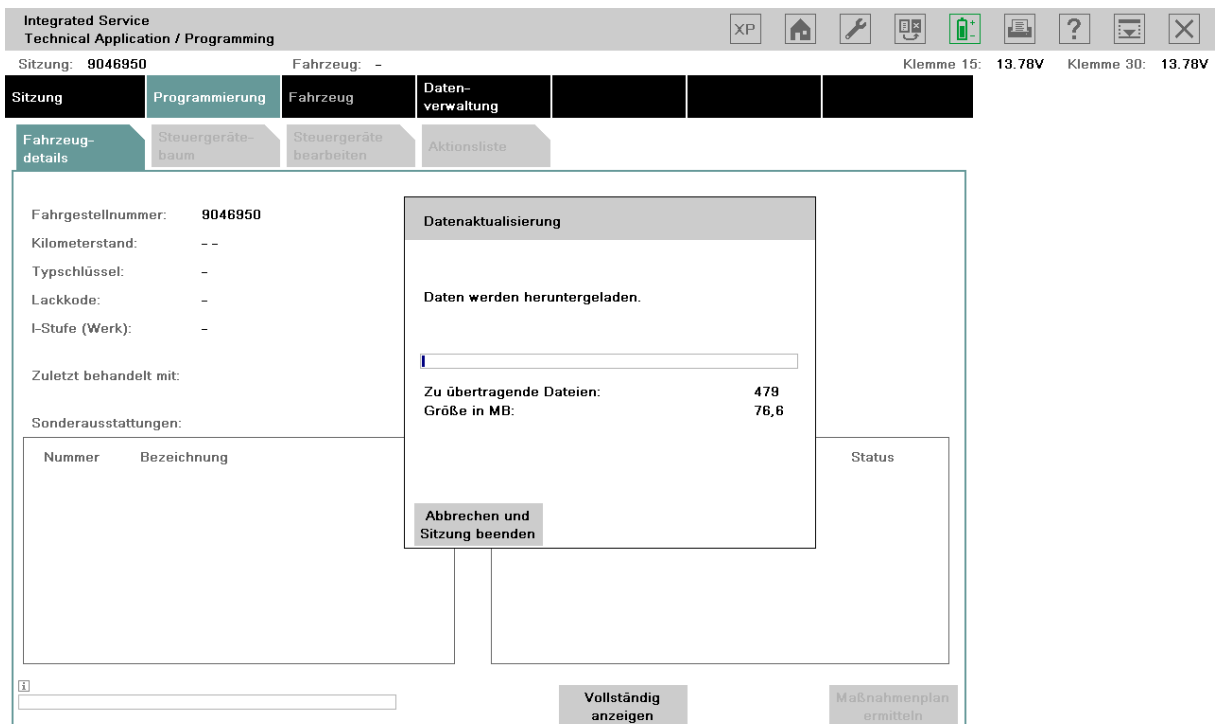 Integrated Service
Technical Application / Programming
XP
?
Sitzung: 9046950 Fahrzeug: - Klemme 15: 13.78V Klemme 30: 13.78V
Sitzung
Programmierung
Fahrzeug
Daten-
verwaltung
Fahrzeug-
details
Steuergeräte-
baum
Steuergeräte
bearbeiten
Aktionsliste
Fahrgestellnummer: 9046950
Kilometerstand: - -
Typschlüssel: -
Lackkode: -
I-Stufe (Werk): -
Zuletzt behandelt mit:
Sonderausstattungen:
Nummer Bezeichnung
Status
Datenaktualisierung
Daten werden heruntergeladen.
Zu übertragende Dateien: 479
Größe in MB: 76,6
Abbrechen und
Sitzung beenden
i
Vollständig
anzeigen
Maßnahmenplan
ermitteln